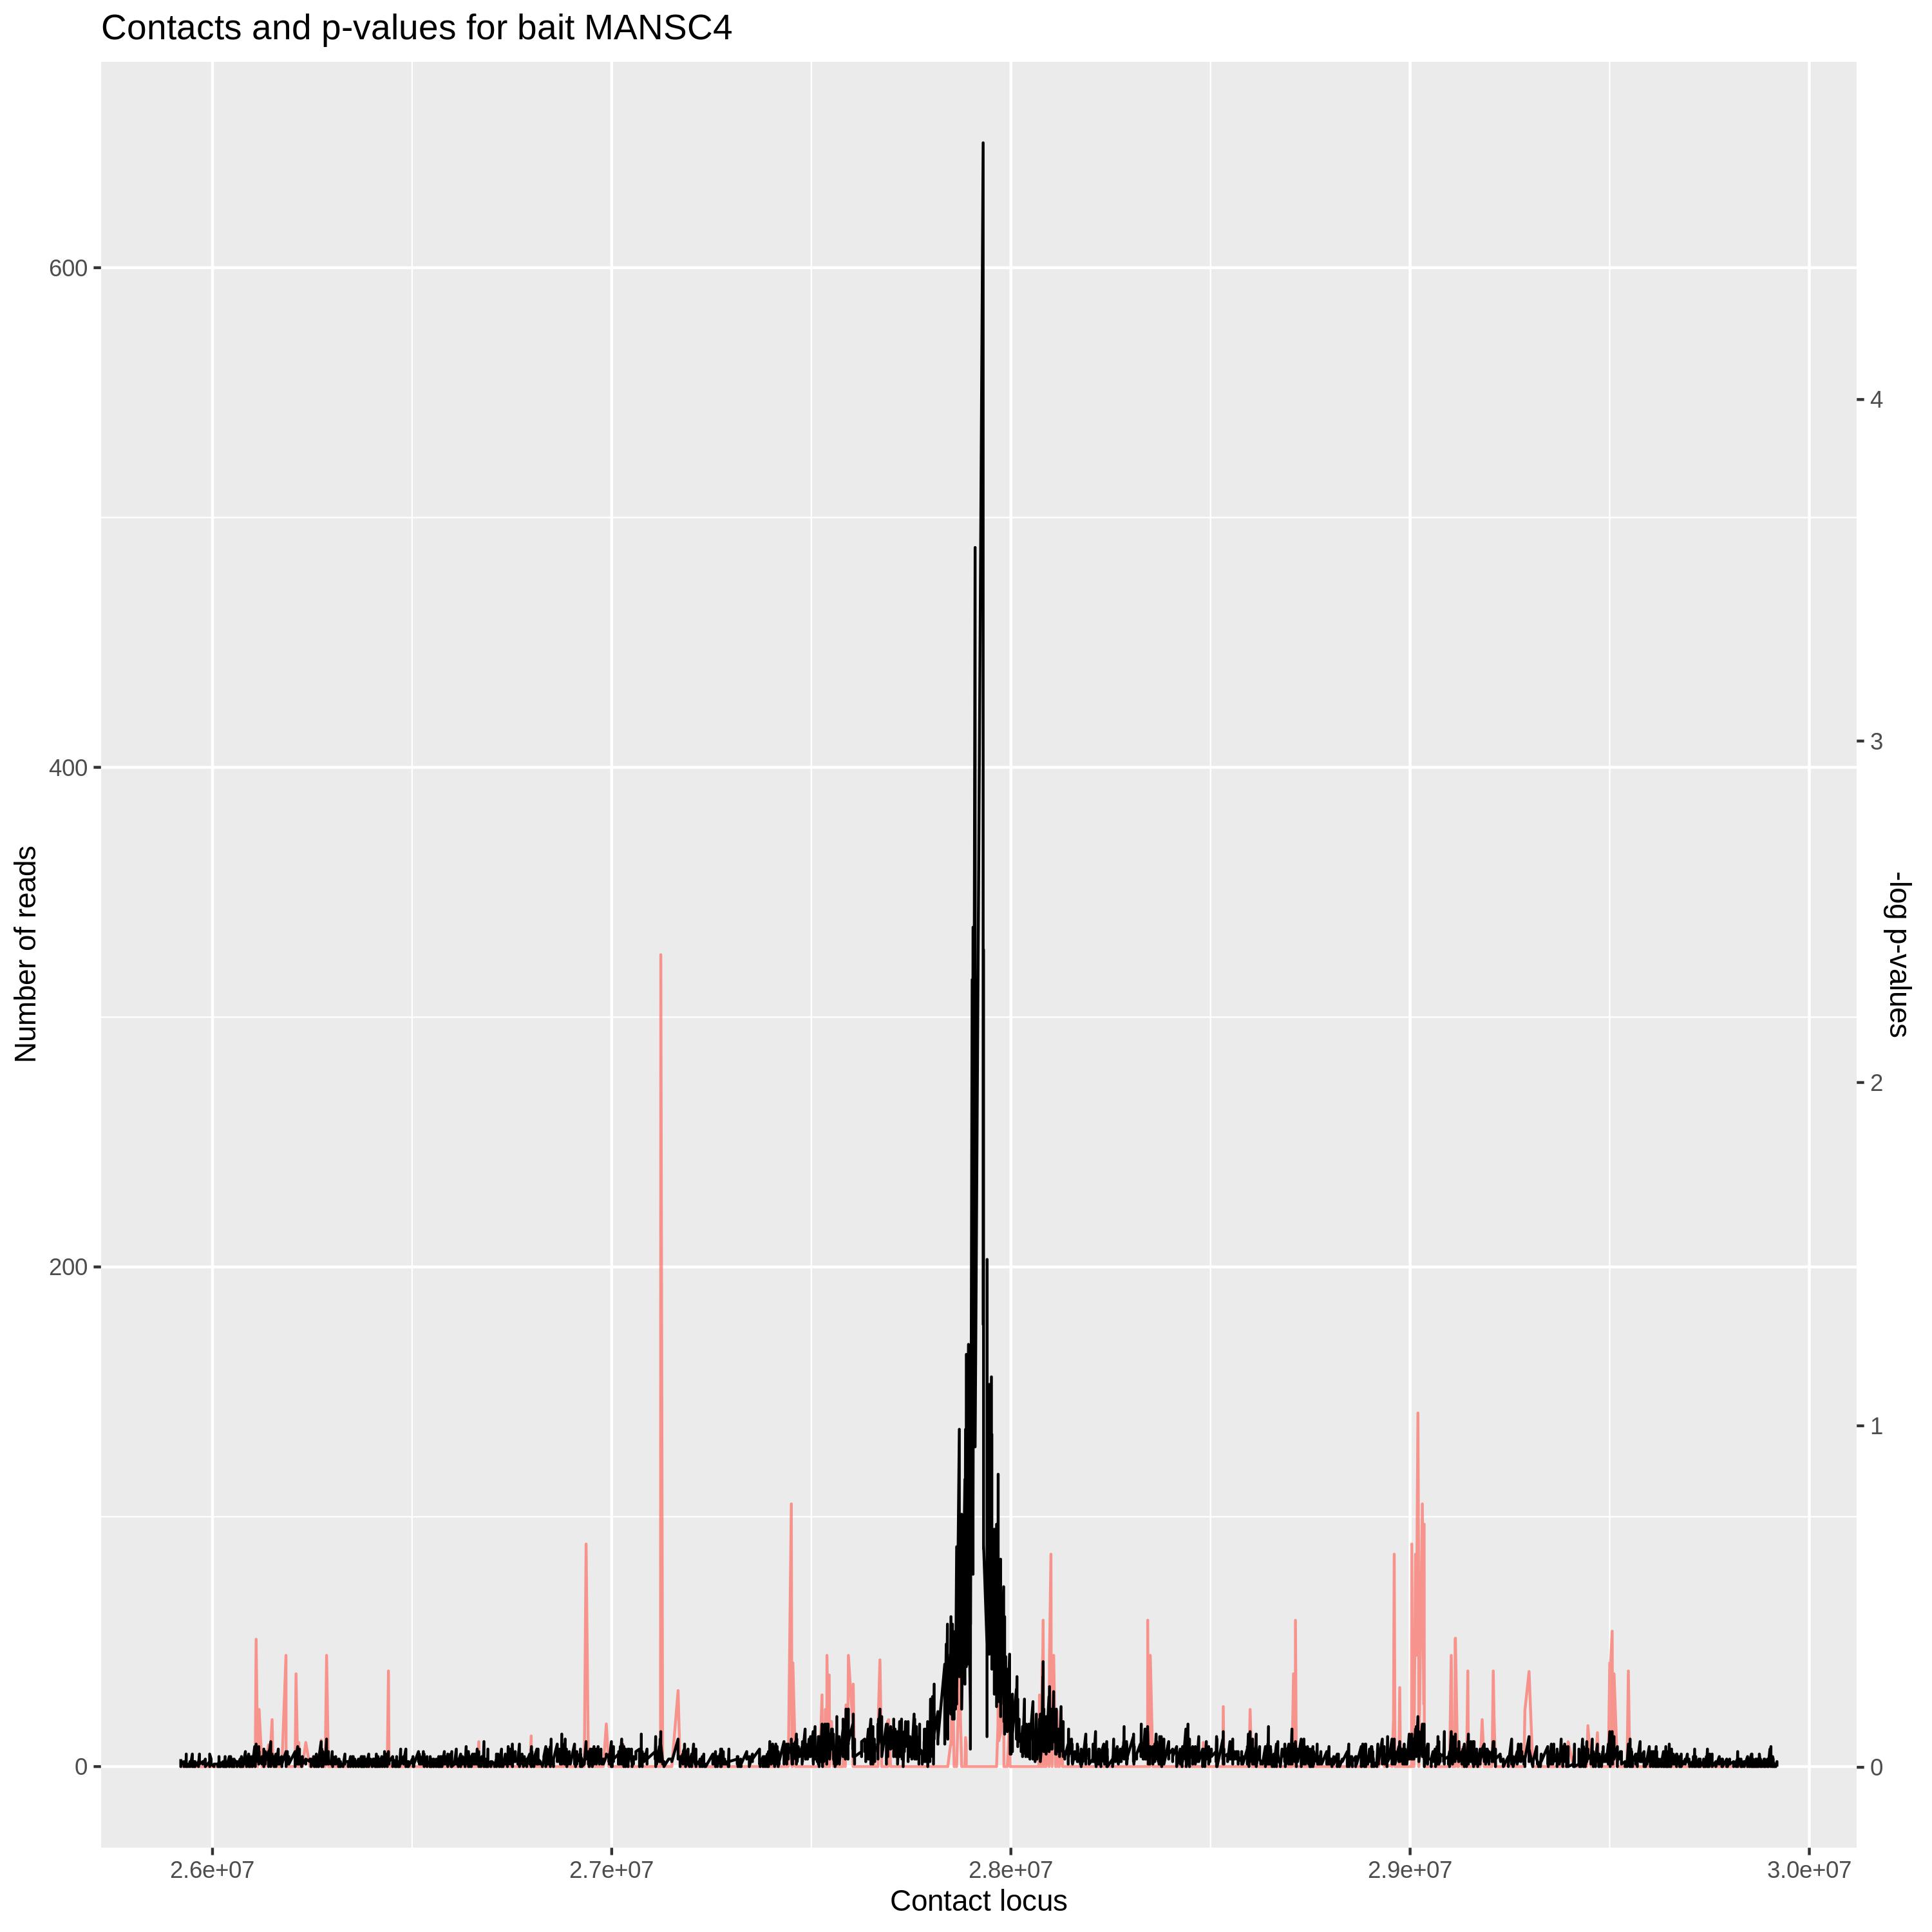 Contacts and p-values for bait MANSC4
600
400
200
0
Number of reads
4
3
2
1
0
-log p-values
2.6e+07 2.7e+07 2.8e+07 2.9e+07 3.0e+07
Contact locus